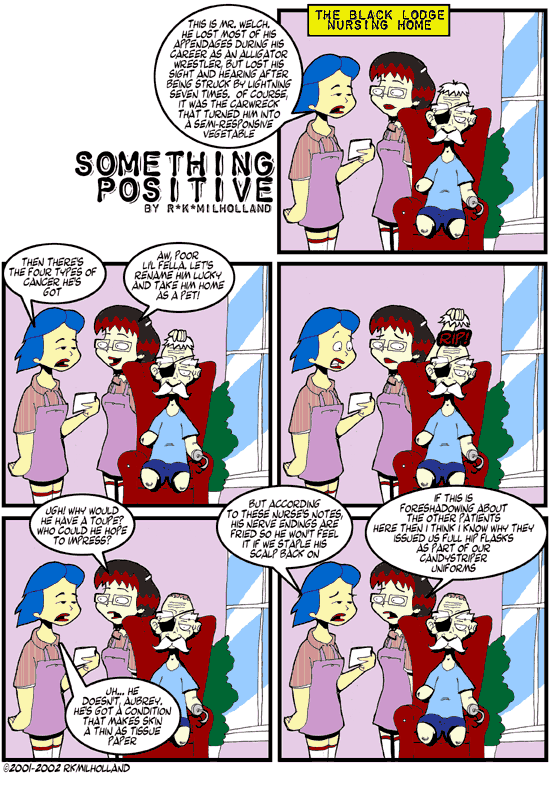 THE BLACK LODGE
NURSING HOME
THIS IS MR. WELCH.
HE LOST MOST OF HIS
APPENDAGES DURING HIS
CAREER AS AN ALLIGATOR
WRESTLER, BUT LOST HIS
SIGHT AND HEARING AFTER
BEING STRUCK BY LIGHTNING
SEVEN TIMES. OF COURSE,
IT WAS THE CARWRECK
THAT TURNED HIM INTO
A SEMI-RESPONSIVE
VEGETABLE
SOMETHING
POSITIVE
BY R*K*MILHOLLAND
THEN THERE'S
THE FOUR TYPES OF
CANCER HE'S
GOT
AW, POOR
LI'L FELLA. LET'S
RENAME HIM LUCKY
AND TAKE HIM HOME
AS A PET!
RIP!
UGH! WHY WOULD
HE HAVE A TOUPE?
WHO COULD HE HOPE
TO IMPRESS?
UH... HE
DOESN'T, AUBREY.
HE'S GOT A CONDITION
THAT MAKES SKIN
A THIN AS TISSUE
PAPER
BUT ACCORDING
TO THESE NURSE'S NOTES,
HIS NERVE ENDINGS ARE
FRIED SO HE WON'T FEEL
IT IF WE STAPLE HIS
SCALP BACK ON
IF THIS IS
FORESHADOWING ABOUT
THE OTHER PATIENTS
HERE THEN I THINK I KNOW WHY THEY
ISSUED US FULL HIP FLASKS
AS PART OF OUR
CANDYSTRIPER
UNIFORMS
©2001-2002 RKMILHOLLAND